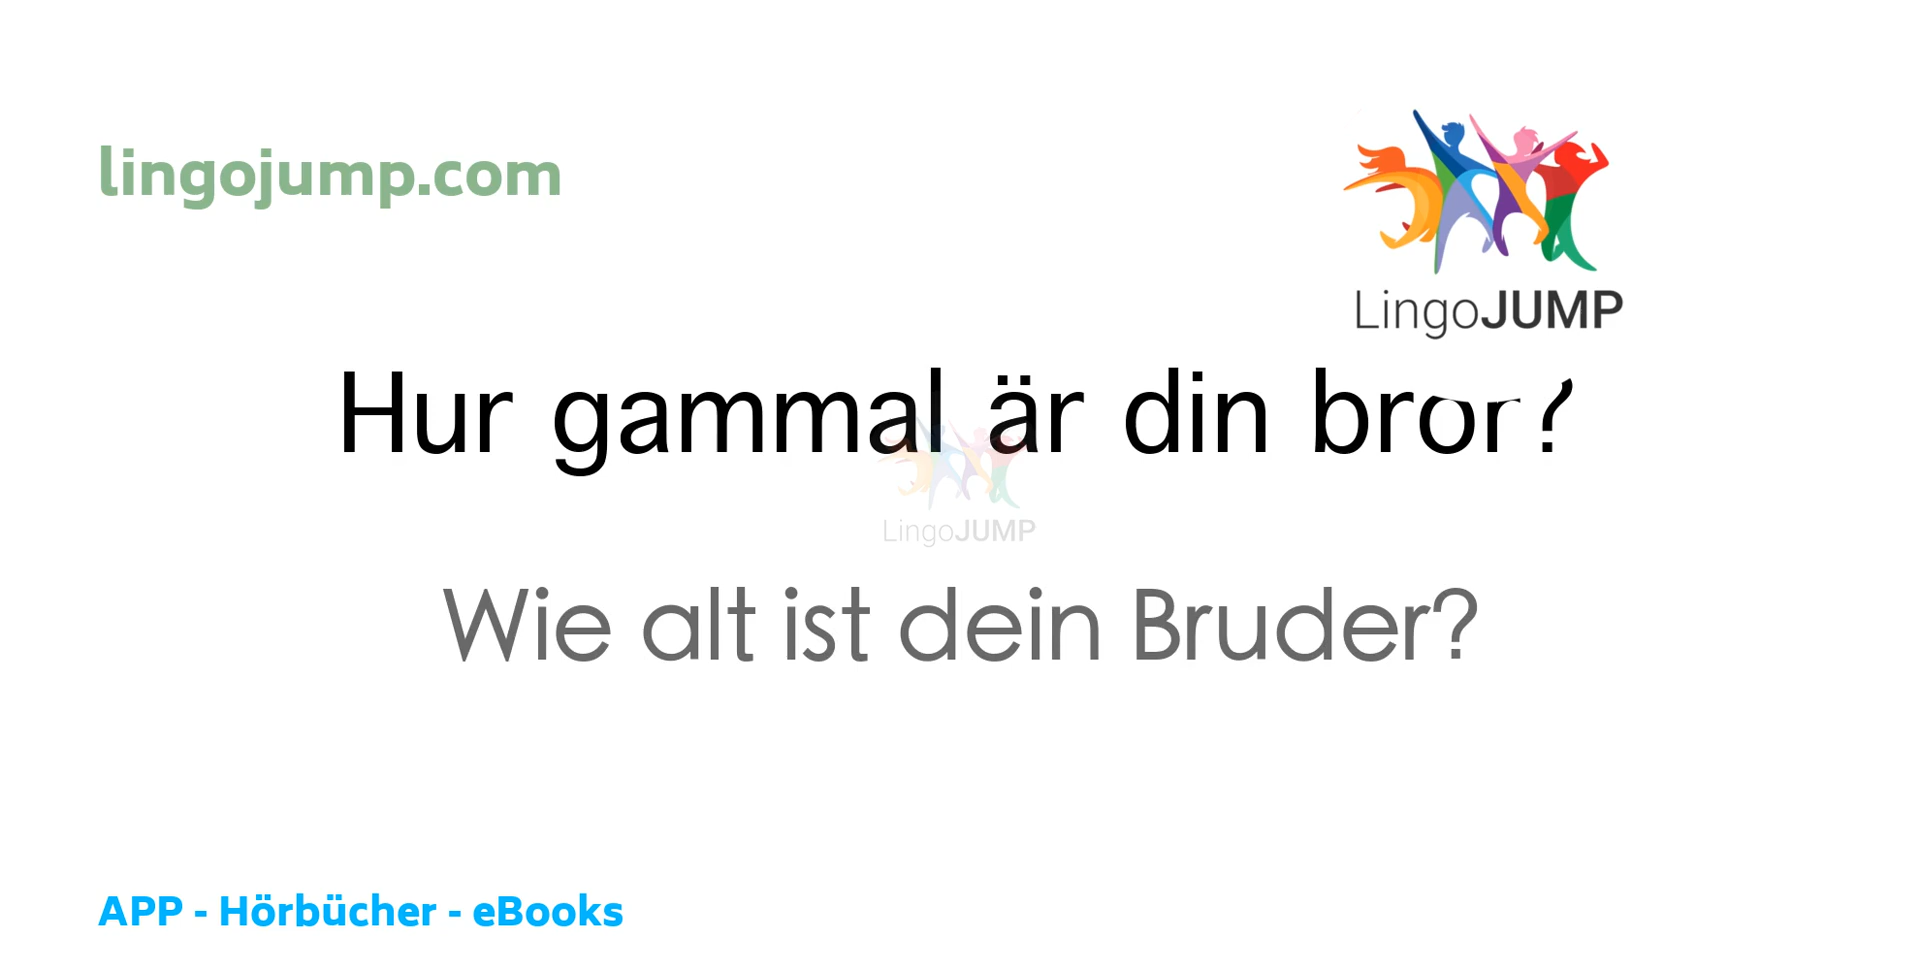 lingojump.com
LingoJUMP
Hur gammal är din bror?
LingoJUMP
Wie alt ist dein Bruder?
APP - Hörbücher - eBooks